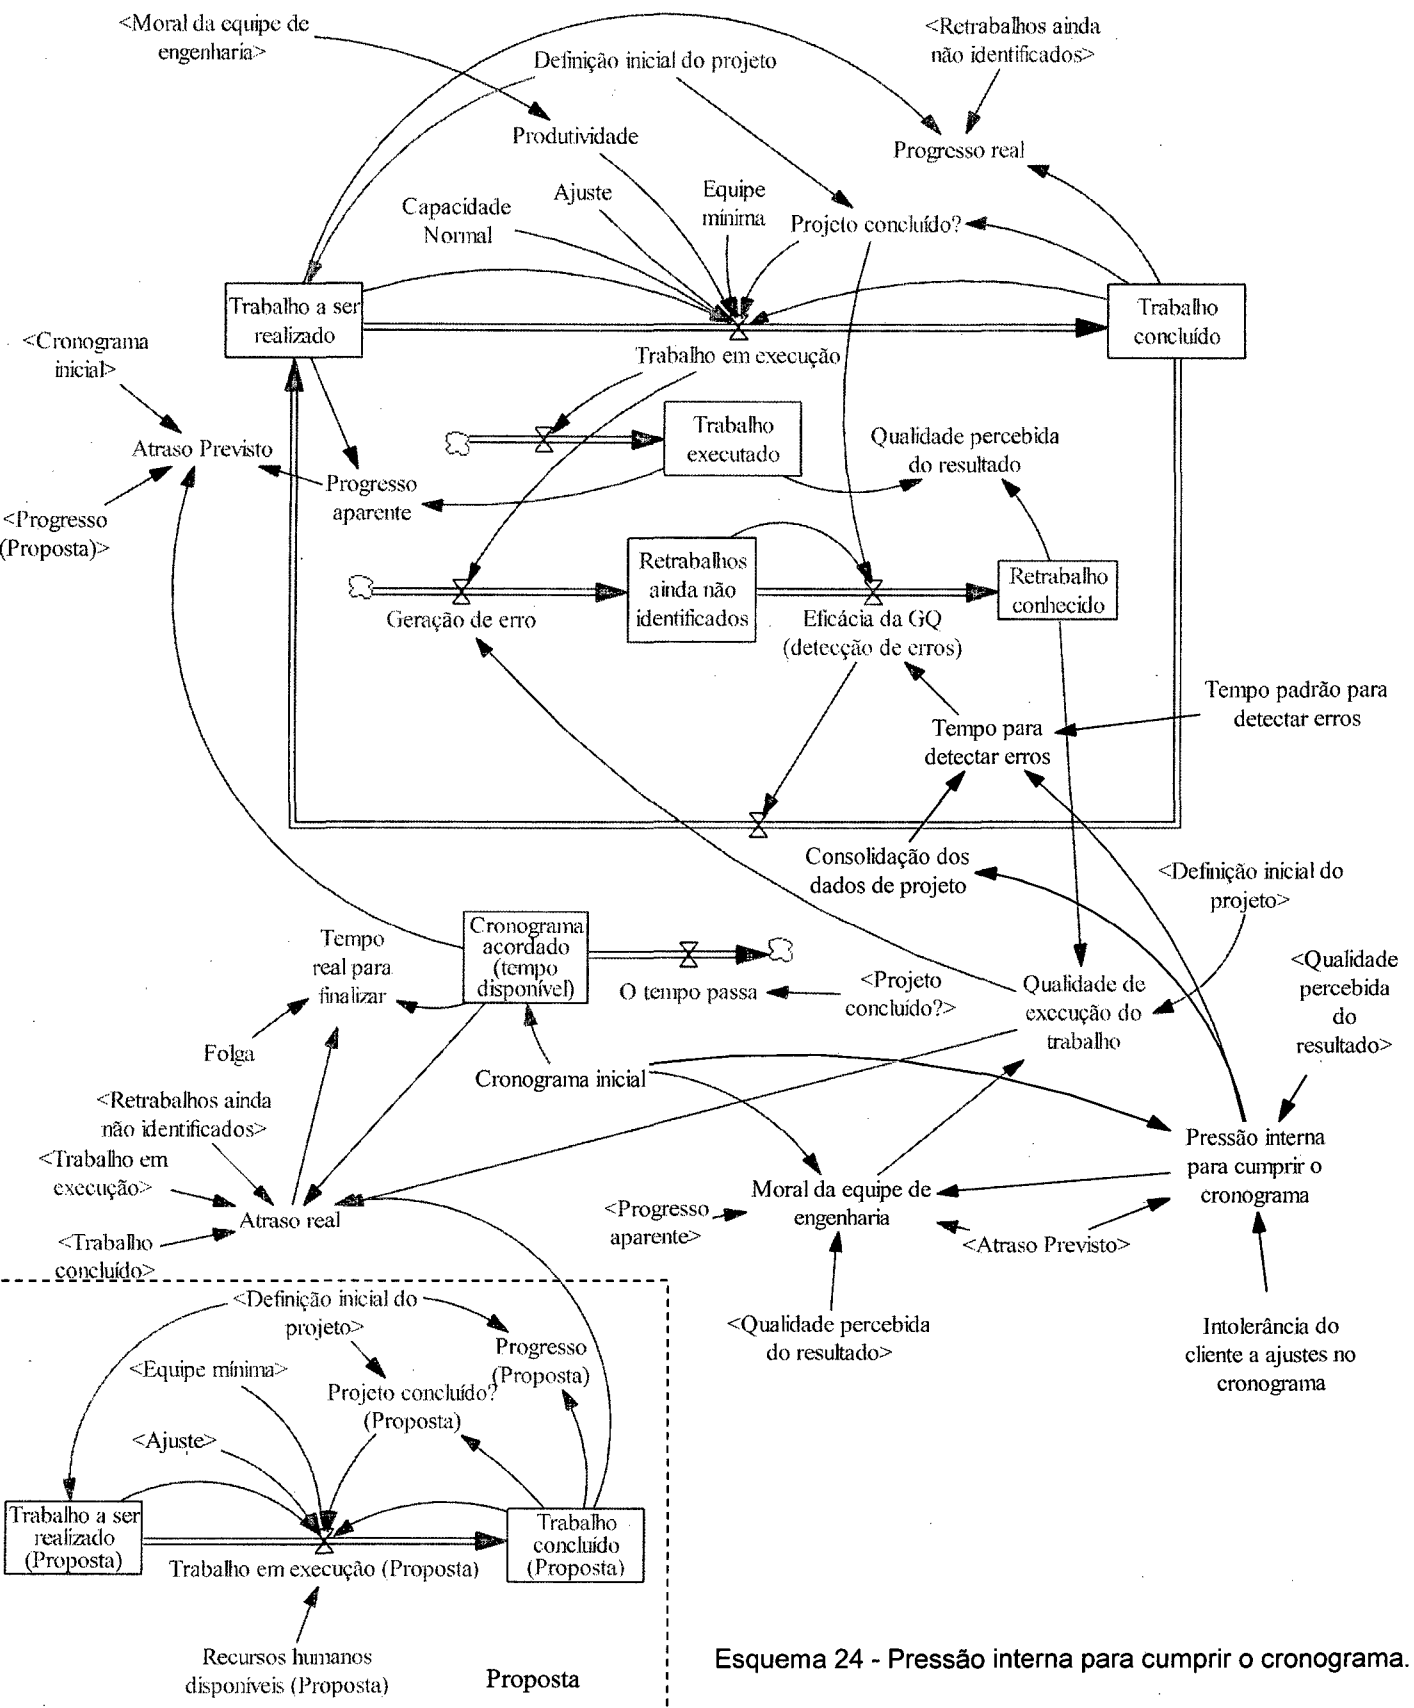 <Moral da equipe de
engenharia>
Definição inicial do projeto
<Retrabalhos ainda
não identificados>
Produtividade
Progresso real
Ajuste
Equipe
mínima
Capacidade
Normal
Projeto concluído?
Trabalho a ser
realizado
Trabalho
concluído
<Cronograma
inicial>
Trabalho em execução
Atraso Previsto
Trabalho
executado
Qualidade percebida
do resultado
Progresso
aparente
<Progresso
(Proposta)>
Retrabalhos
ainda não
identificados
Retrabalho
conhecido
Geração de erro
Eficácia da GQ
(detecção de erros)
Tempo padrão para
detectar erros
Tempo para
detectar erros
Consolidação dos
dados de projeto
<Definição inicial do
projeto>
Cronograma
acordado
(tempo
disponível)
Tempo
real para
finalizar
O tempo passa
<Projeto
concluído?>
Qualidade de
execução do
trabalho
<Qualidade
percebida
do
resultado>
Folga
Cronograma inicial
<Retrabalhos ainda
não identificados>
<Trabalho em
execução>
Pressão interna
para cumprir o
cronograma
Moral da equipe de
engenharia
<Progresso
aparente>
Atraso real
<Atraso Previsto>
<Trabalho
concluído>
<Definição inicial do
projeto>
<Qualidade percebida
do resultado>
Intolerância do
cliente a ajustes no
cronograma
Progresso
(Proposta)
<Equipe mínima>
Projeto concluído?
(Proposta)
<Ajuste>
Trabalho a ser
realizado
(Proposta)
Trabalho
concluído
(Proposta)
Trabalho em execução (Proposta)
Recursos humanos
disponíveis (Proposta)
Proposta
Esquema 24 - Pressão interna para cumprir o cronograma.